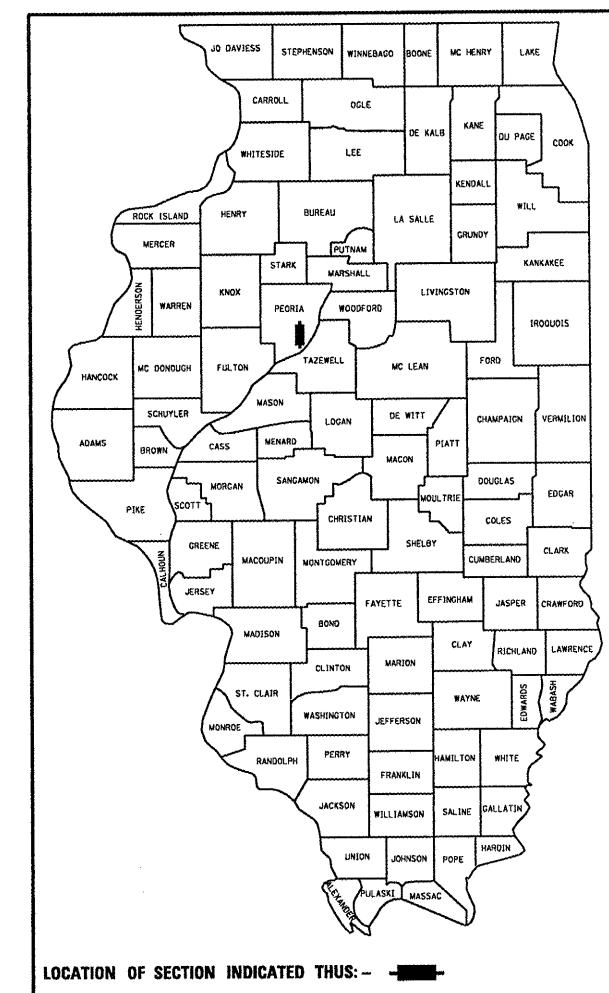 JO DAVIESS STEPHENSON WINNEBAGO BOONE MC HENRY LAKE
CARROLL OGLE
DE KALB KANE DU PAGE COOK
WHITESIDE LEE
KENDALL WILL
ROCK ISLAND HENRY BUREAU LA SALLE
MERCER PUTNAM GRUNDY
STARK MARSHALL KANKAKEE
HENDERSON WARREN KNOX PEORIA WOODFORD LIVINGSTON
IROQUOIS
HANCOCK MC DONOUGH FULTON TAZEWELL MC LEAN FORD
MASON
SCHUYLER LOGAN DE WITT CHAMPAIGN VERMILION
ADAMS BROWN CASS MENARD PIATT
MACON
MORGAN SANGAMON DOUGLAS
PIKE SCOTT MOULTRIE EDGAR
CHRISTIAN COLES
GREENE SHELBY
CALHOUN MACOUPIN MONTGOMERY CUMBERLAND CLARK
JERSEY FAYETTE EFFINGHAM JASPER CRAWFORD
MADISON BOND
CLAY RICHLAND LAWRENCE
CLINTON MARION
ST. CLAIR WAYNE EDWARDS WABASH
WASHINGTON JEFFERSON
MONROE
RANDOLPH PERRY HAMILTON WHITE
FRANKLIN
JACKSON WILLIAMSON SALINE GALLATIN
UNION JOHNSON POPE HARDIN
ALEXANDER PULASKI MASSAC
LOCATION OF SECTION INDICATED THUS: -